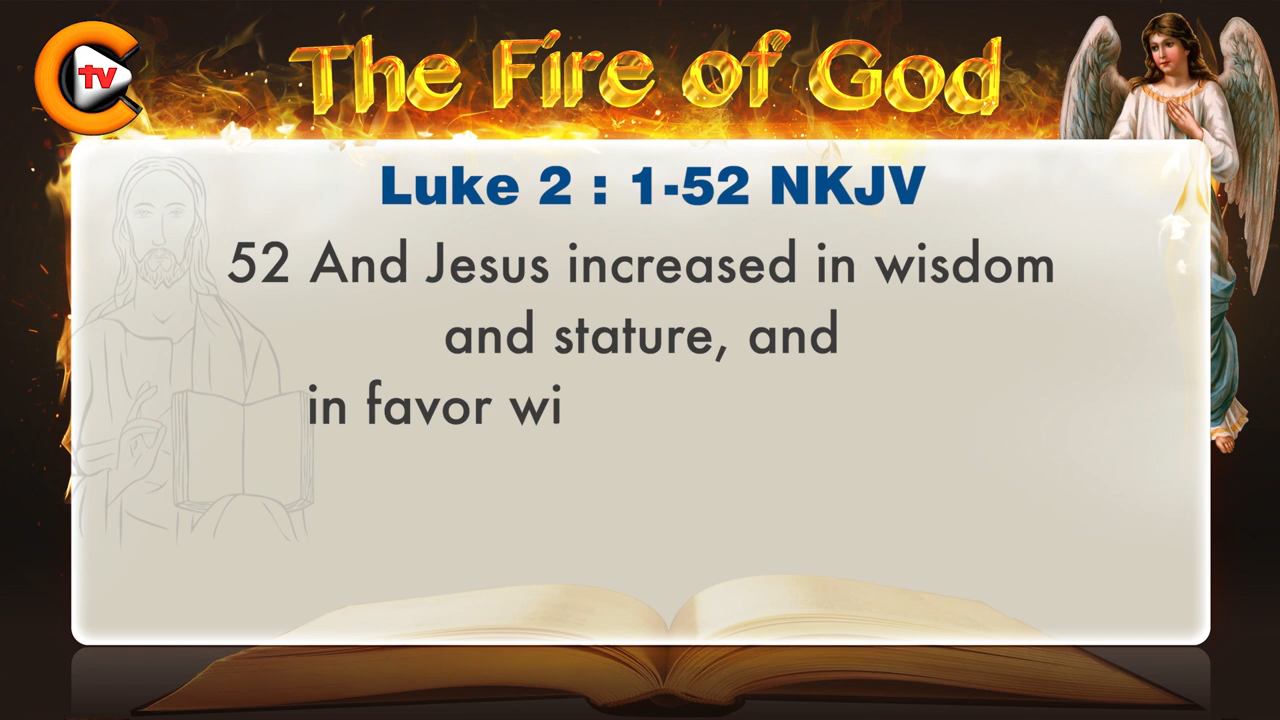 tv
The Fire of God
Luke 2 : 1-52 NKJV
52 And Jesus increased in wisdom
and stature, and
in favor wi